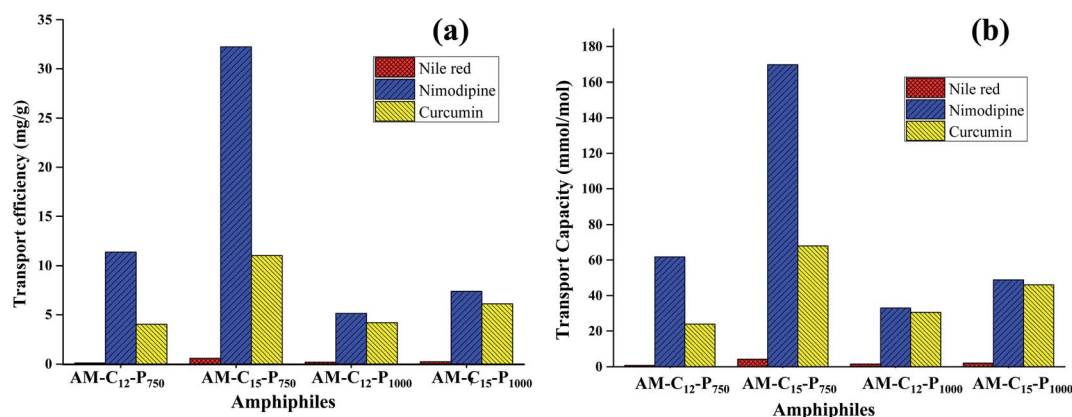 (a)
35
30
25
20
15
10
5
0
Transport efficiency (mg/g)
Nile red
Nimodipine
Curcumin
AM-C₁₂-P₇₅₀ AM-C₁₅-P₇₅₀ AM-C₁₂-P₁₀₀₀ AM-C₁₅-P₁₀₀₀
Amphiphiles
(b)
180
160
140
120
100
80
60
40
20
0
Transport Capacity (mmol/mol)
Nile red
Nimodipine
Curcumin
AM-C₁₂-P₇₅₀ AM-C₁₅-P₇₅₀ AM-C₁₂-P₁₀₀₀ AM-C₁₅-P₁₀₀₀
Amphiphiles